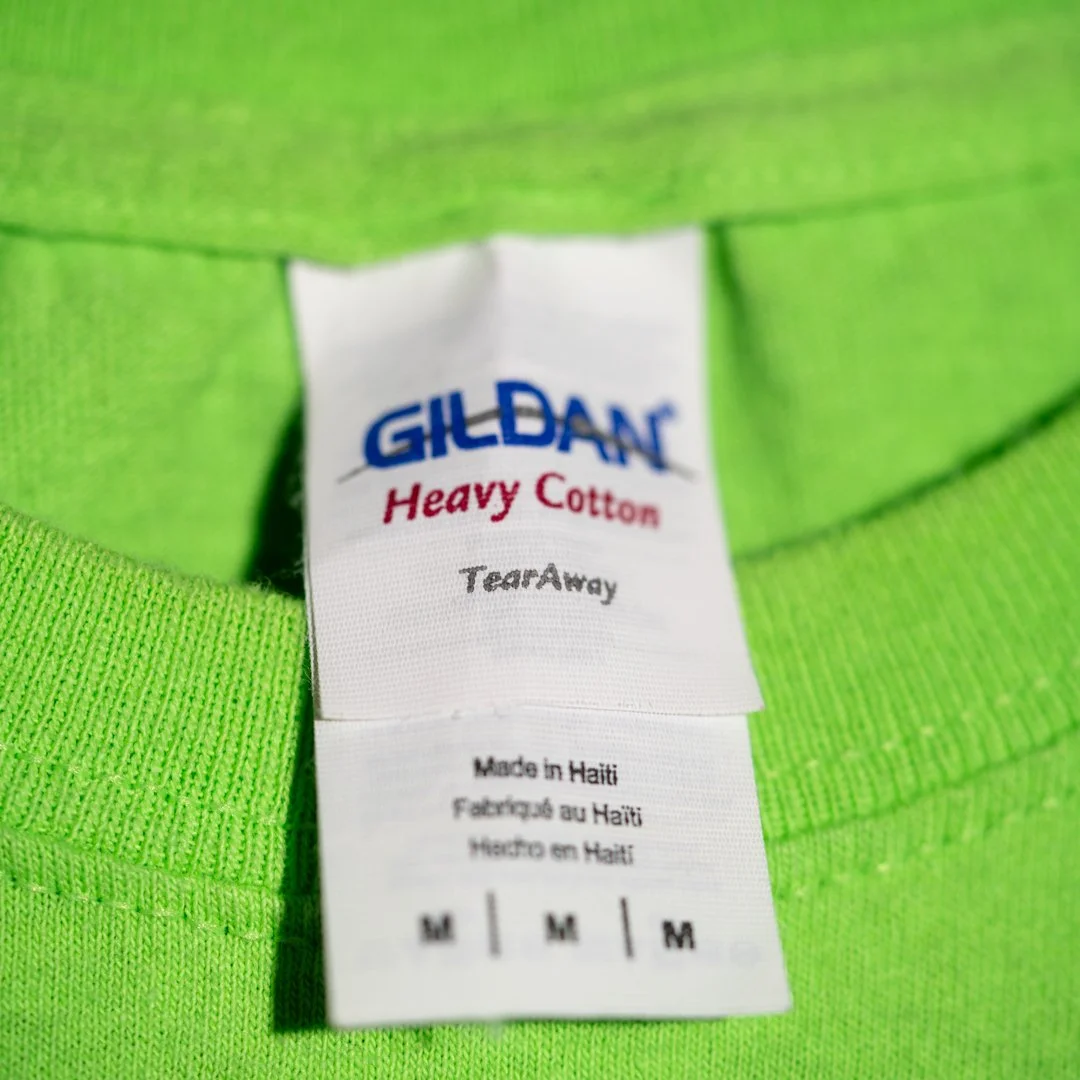 GILDAN®
Heavy Cotton
TearAway
Made in Haiti
Fabriqué au Haïti
Hecho en Haití
M | M | M